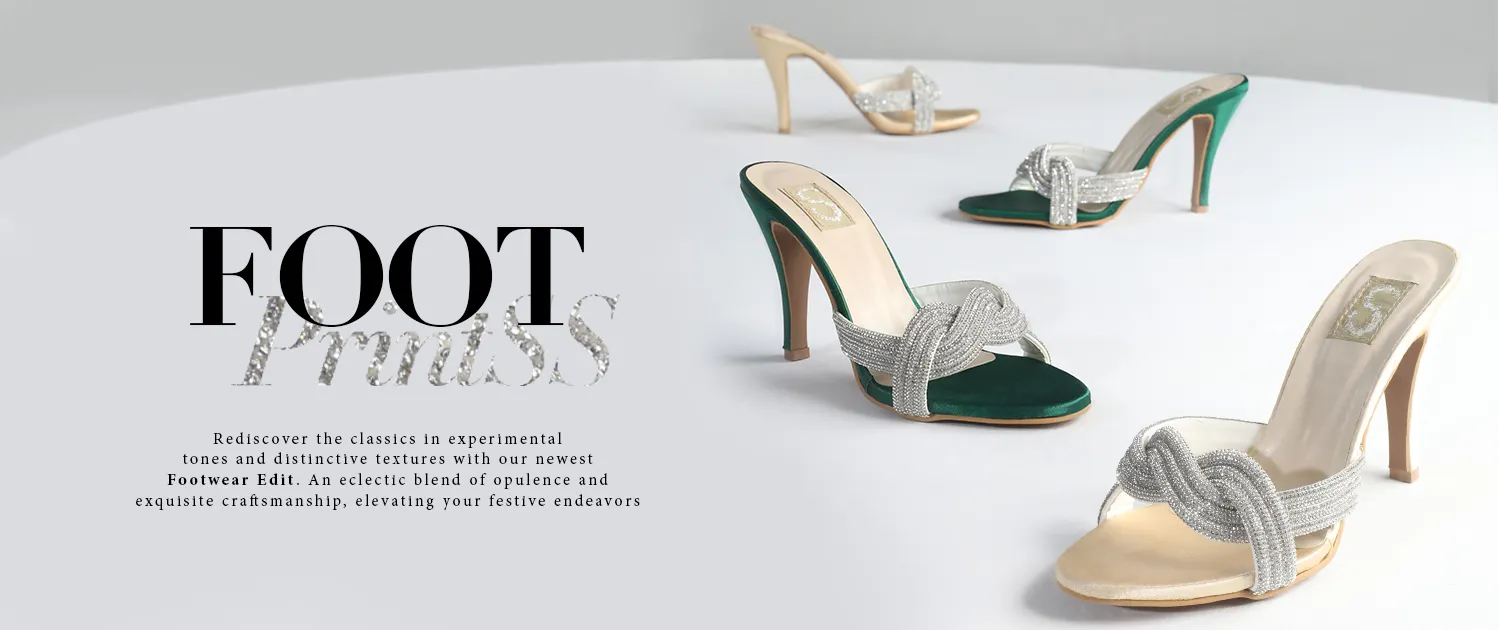 FOOT
PrintSS
Rediscover the classics in experimental
tones and distinctive textures with our newest
Footwear Edit. An eclectic blend of opulence and
exquisite craftsmanship, elevating your festive endeavors